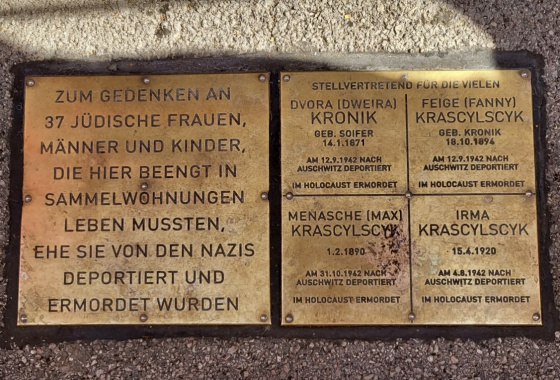 ZUM GEDENKEN AN
37 JÜDISCHE FRAUEN,
MÄNNER UND KINDER,
DIE HIER BEENGT IN
SAMMELWOHNUNGEN
LEBEN MUSSTEN,
EHE SIE VON DEN NAZIS
DEPORTIERT UND
ERMORDET WURDEN
STELLVERTRETEND FÜR DIE VIELEN
DVORA (DWEIRA)
KRONIK
GEB. SOIFER
14.1.1871
AM 12.9.1942 NACH
AUSCHWITZ DEPORTIERT
IM HOLOCAUST ERMORDET
FEIGE (FANNY)
KRASCYLSCYK
GEB. KRONIK
18.10.1894
AM 12.9.1942 NACH
AUSCHWITZ DEPORTIERT
IM HOLOCAUST ERMORDET
MENASCHE (MAX)
KRASCYLSCYK
1.2.1890
AM 31.10.1942 NACH
AUSCHWITZ DEPORTIERT
IM HOLOCAUST ERMORDET
IRMA
KRASCYLSCYK
15.4.1920
AM 4.8.1942 NACH
AUSCHWITZ DEPORTIERT
IM HOLOCAUST ERMORDET